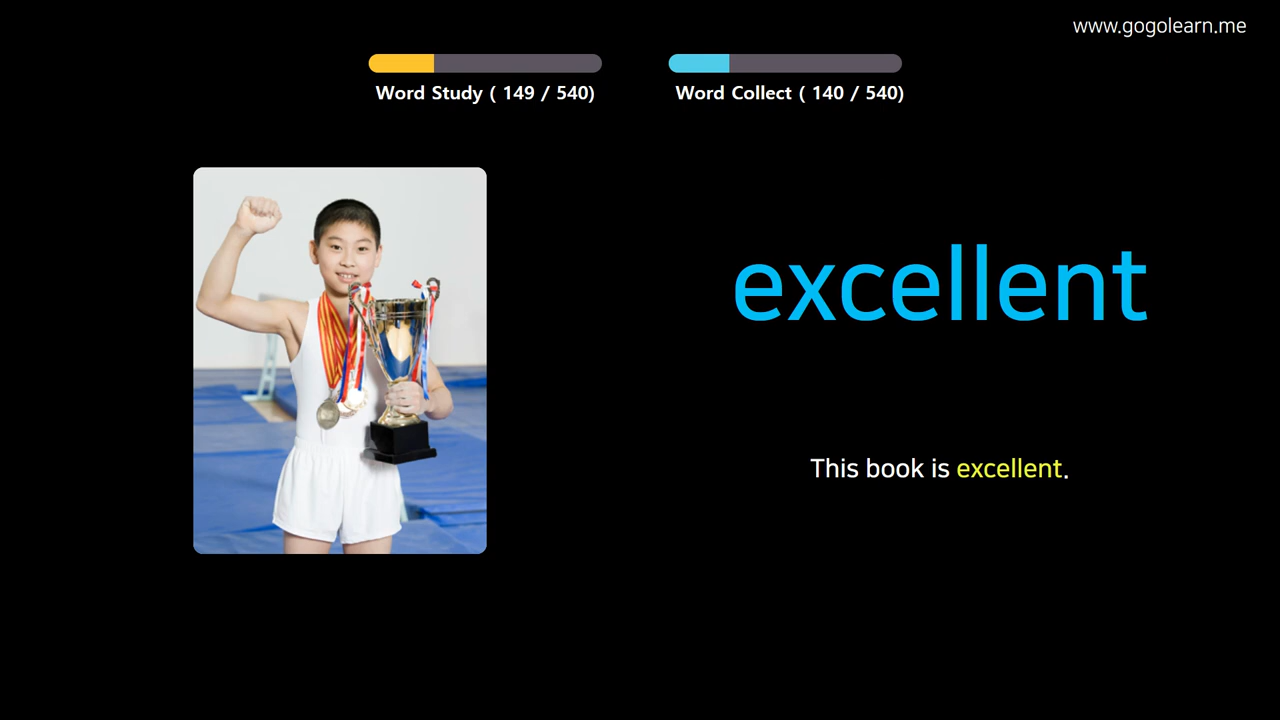 www.gogolearn.me
Word Study ( 149 / 540)
Word Collect ( 140 / 540)
excellent
This book is excellent.